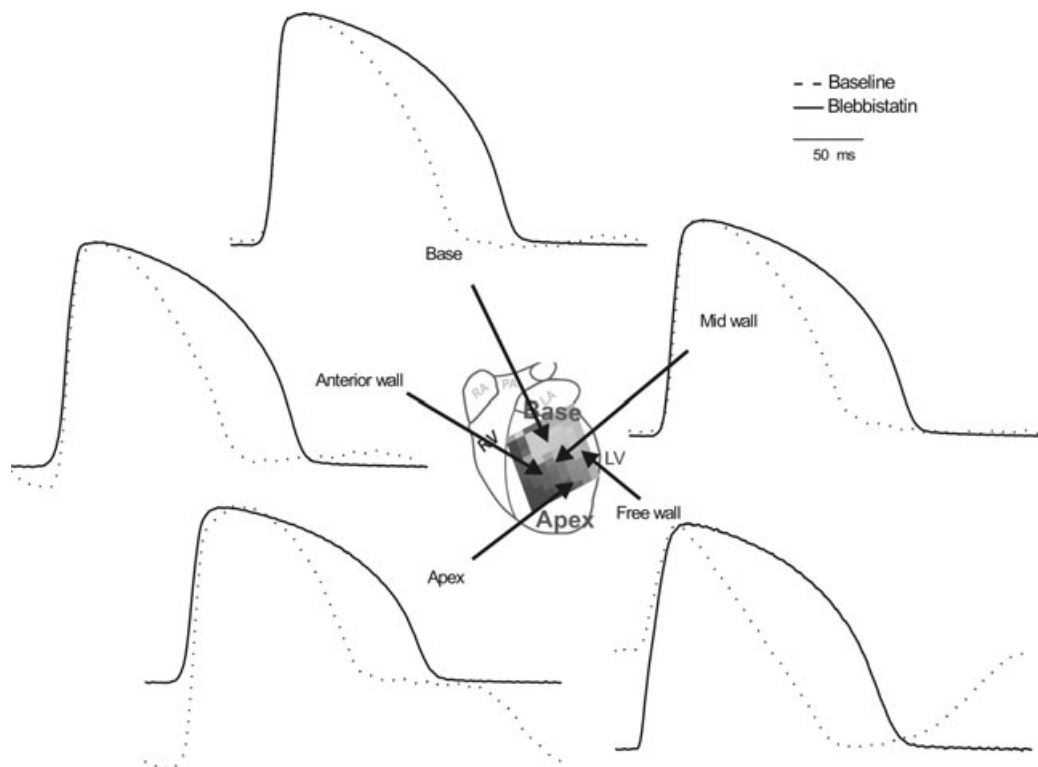 Baseline
Blebbistatin
50 ms
Base
Mid wall
Anterior wall
RA
PA
LA
Base
RV
LV
Free wall
Apex
Apex